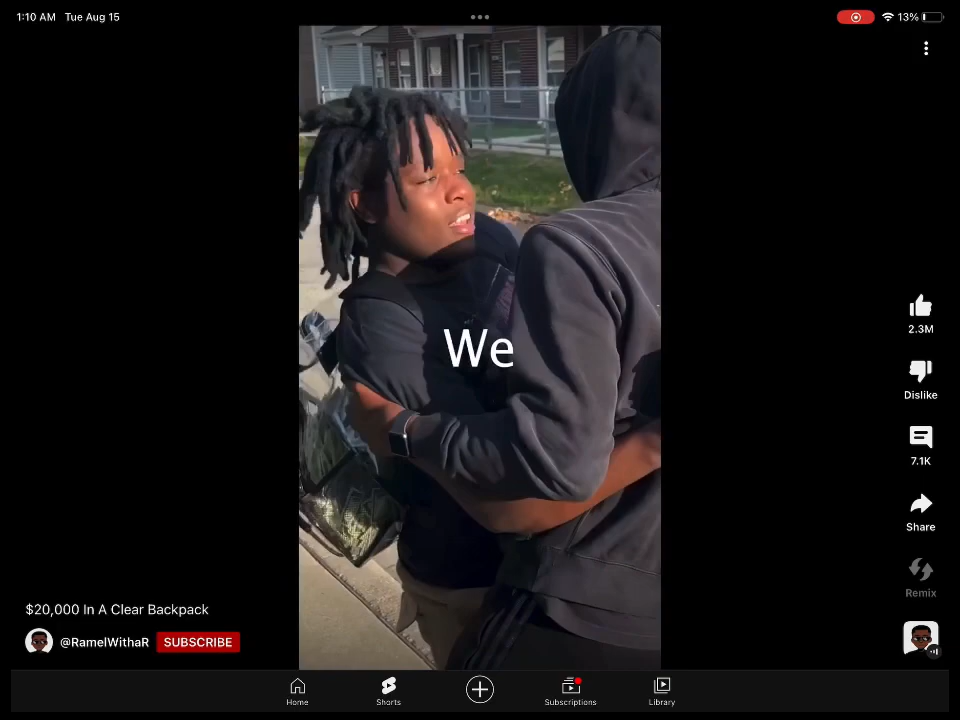 1:10 AM Tue Aug 15
13%
We
2.3M
Dislike
7.1K
Share
Remix
$20,000 In A Clear Backpack
@RamelWithaR SUBSCRIBE
Home Shorts Subscriptions Library